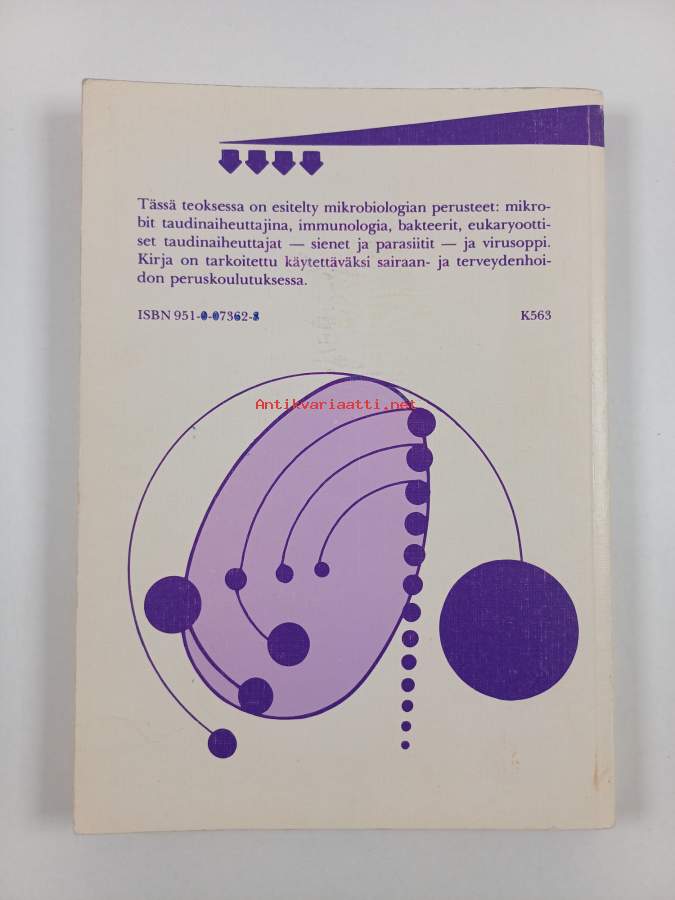 Tässä teoksessa on esitelty mikrobiologian perusteet: mikro-
bit taudinaiheuttajina, immunologia, bakteerit, eukaryootti-
set taudinaiheuttajat — sienet ja parasiitit — ja virusoppi.
Kirja on tarkoitettu käytettäväksi sairaan- ja terveydenhoi-
don peruskoulutuksessa.
ISBN 951-0-07362-8 K563
Antikvariaatti.net